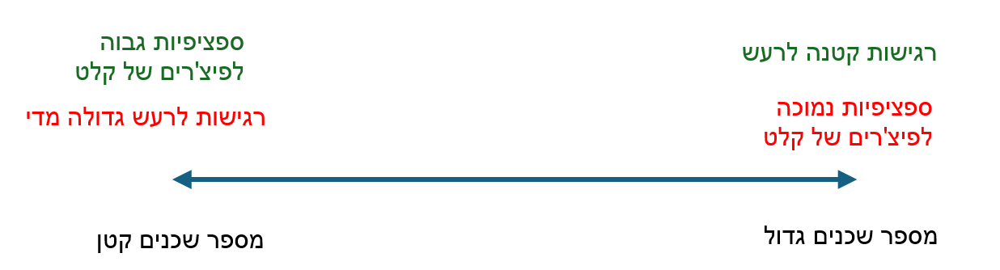 רגישות קטנה לרעש
ספציפיות נמוכה
לפיצ'רים של קלט
ספציפיות גבוה
לפיצ'רים של קלט
רגישות לרעש גדולה מדי
מספר שכנים גדול
מספר שכנים קטן